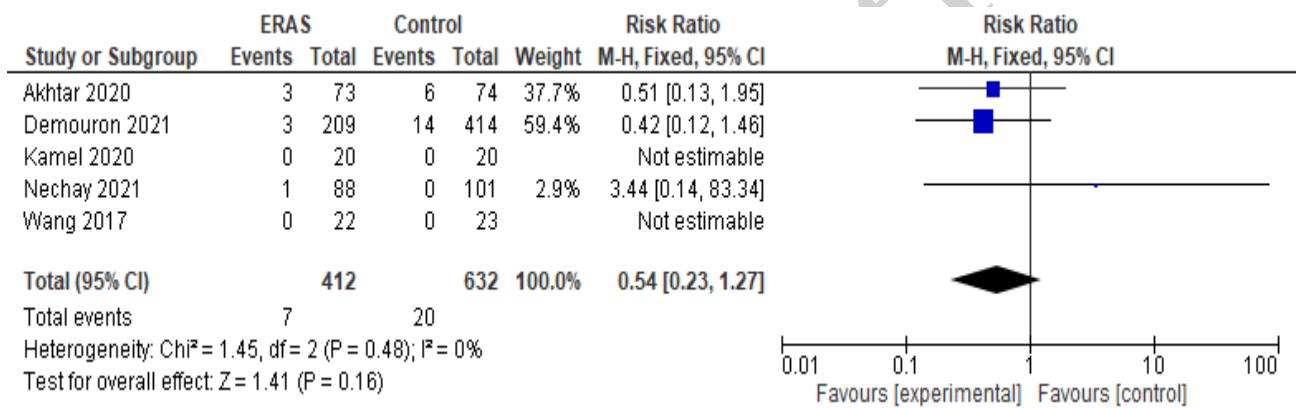 ERAS Control Risk Ratio Risk Ratio
Study or Subgroup Events Total Events Total Weight M-H, Fixed, 95% CI M-H, Fixed, 95% CI
Akhtar 2020 3 73 6 74 37.7% 0.51 [0.13, 1.95]
Demouron 2021 3 209 14 414 59.4% 0.42 [0.12, 1.46]
Kamel 2020 0 20 0 20 Not estimable
Nechay 2021 1 88 0 101 2.9% 3.44 [0.14, 83.34]
Wang 2017 0 22 0 23 Not estimable
Total (95% CI) 412 632 100.0% 0.54 [0.23, 1.27]
Total events 7 20
Heterogeneity: Chi² = 1.45, df = 2 (P = 0.48); I² = 0%
Test for overall effect: Z = 1.41 (P = 0.16)
0.01 0.1 1 10 100
Favours [experimental] Favours [control]